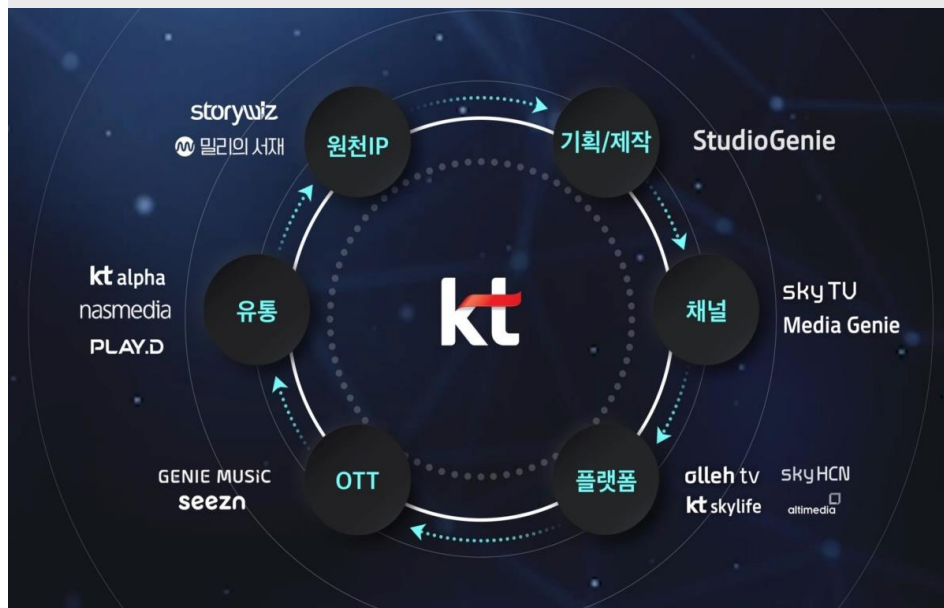 storywiz
밀리의 서재
원천IP
기획/제작
StudioGenie
kt alpha
nasmedia
PLAY.D
유통
kt
채널
sky TV
Media Genie
GENIE MUSIC
seezn
OTT
플랫폼
olleh tv
kt skylife
sky HCN
altimedia